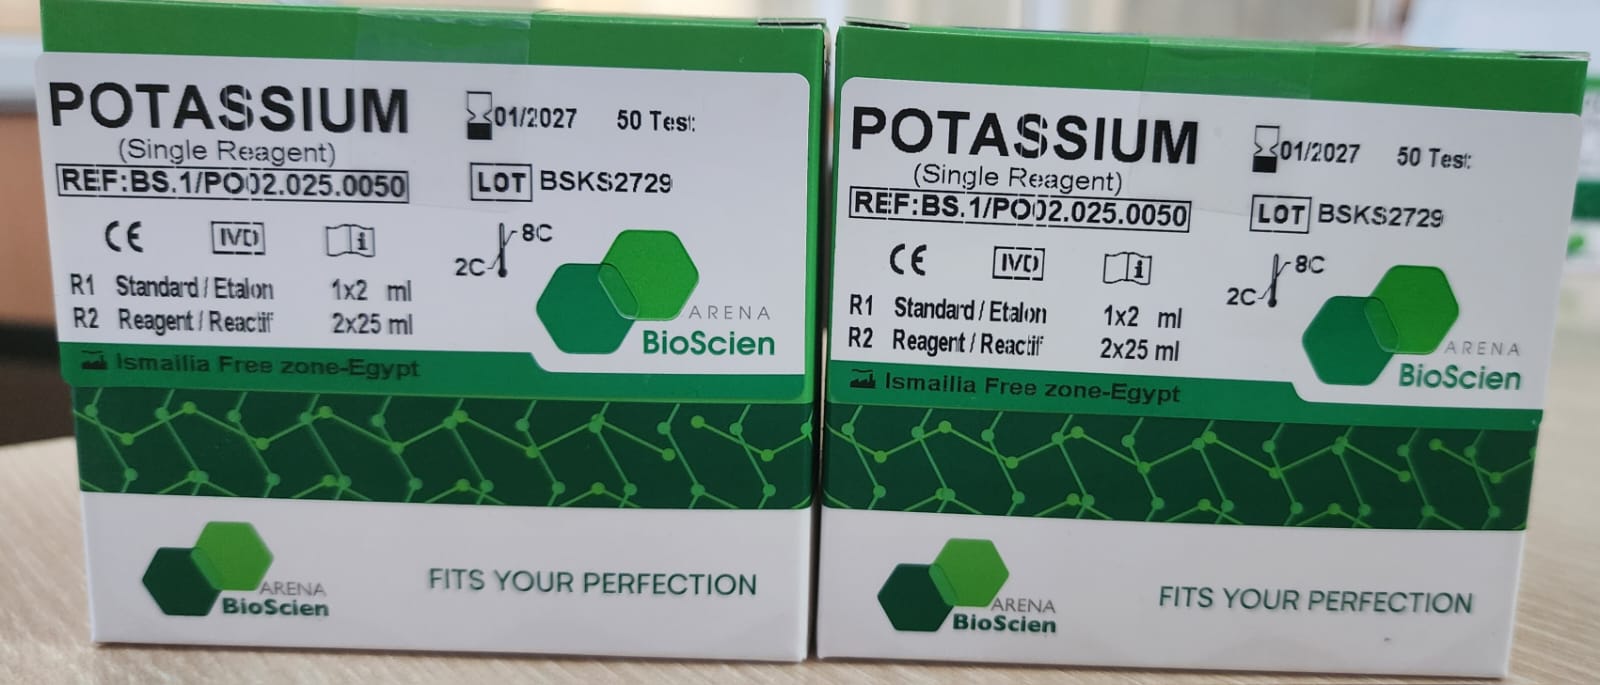 POTASSIUM
(Single Reagent)
REF:BS.1/PO02.025.0050
01/2027 50 Test
LOT BSKS2729
CE IVD i
8C
2C
R1 Standard / Etalon 1x2 ml
R2 Reagent / Reactif 2x25 ml
ARENA
BioScien
Ismailia Free zone-Egypt
ARENA
BioScien
FITS YOUR PERFECTION
POTASSIUM
(Single Reagent)
REF:BS.1/PO02.025.0050
01/2027 50 Test
LOT BSKS2729
CE IVD i
8C
2C
R1 Standard / Etalon 1x2 ml
R2 Reagent / Reactif 2x25 ml
ARENA
BioScien
Ismailia Free zone-Egypt
ARENA
BioScien
FITS YOUR PERFECTION